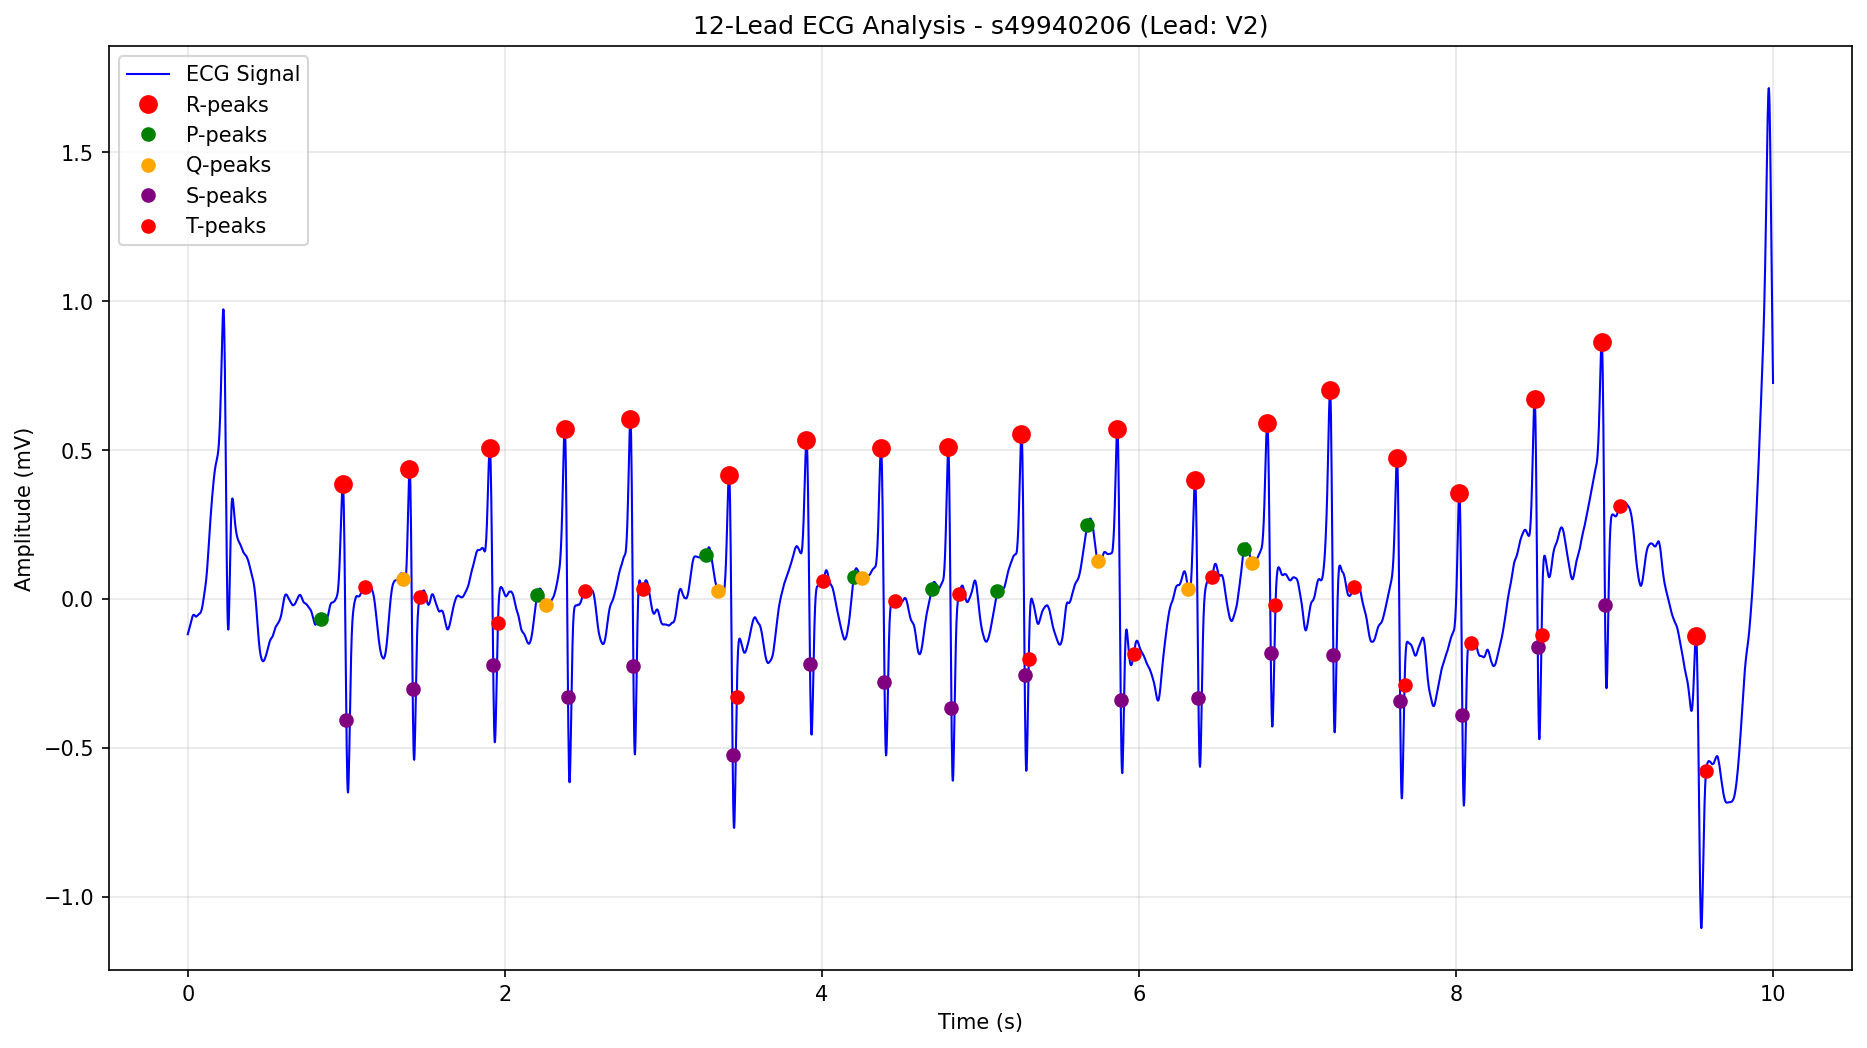 12-Lead ECG Analysis - s49940206 (Lead: V2)
ECG Signal
R-peaks
P-peaks
Q-peaks
S-peaks
T-peaks
Amplitude (mV)
1.5
1.0
0.5
0.0
−0.5
−1.0
0 2 4 6 8 10
Time (s)